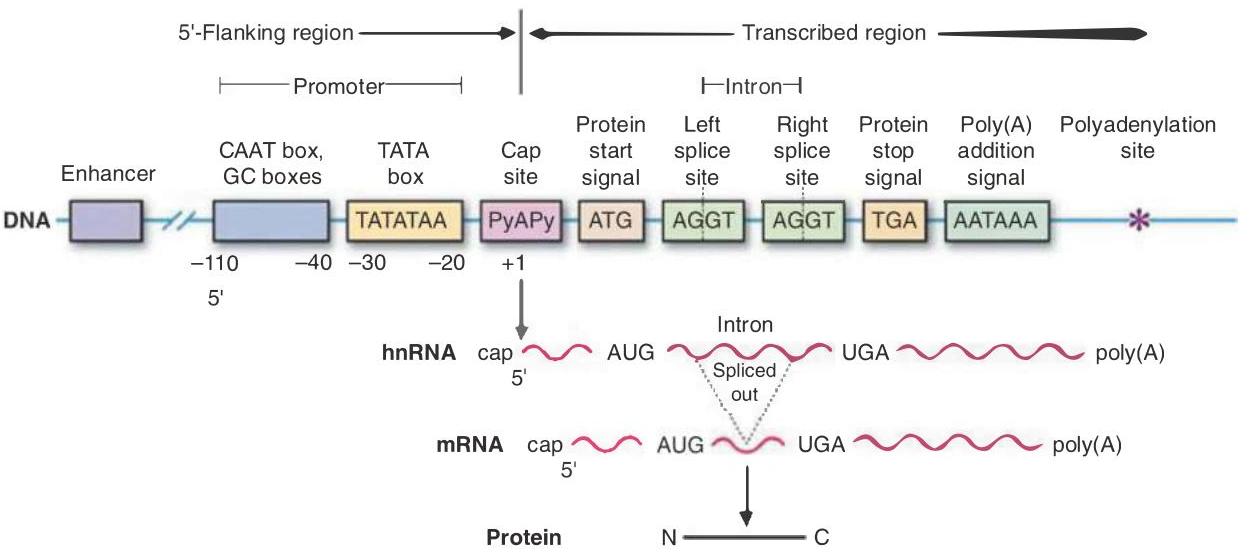 5'-Flanking region
Transcribed region
Promoter
Intron
Enhancer
CAAT box,
GC boxes
TATA
box
Cap
site
Protein
start
signal
Left
splice
site
Right
splice
site
Protein
stop
signal
Poly(A)
addition
signal
Polyadenylation
site
DNA
TATATAA
PyAPy
ATG
AGGT
AGGT
TGA
AATAAA
*
–110
–40
–30
–20
+1
5'
Intron
hnRNA cap AUG UGA poly(A)
5'
Spliced
out
mRNA cap AUG UGA poly(A)
5'
Protein N C